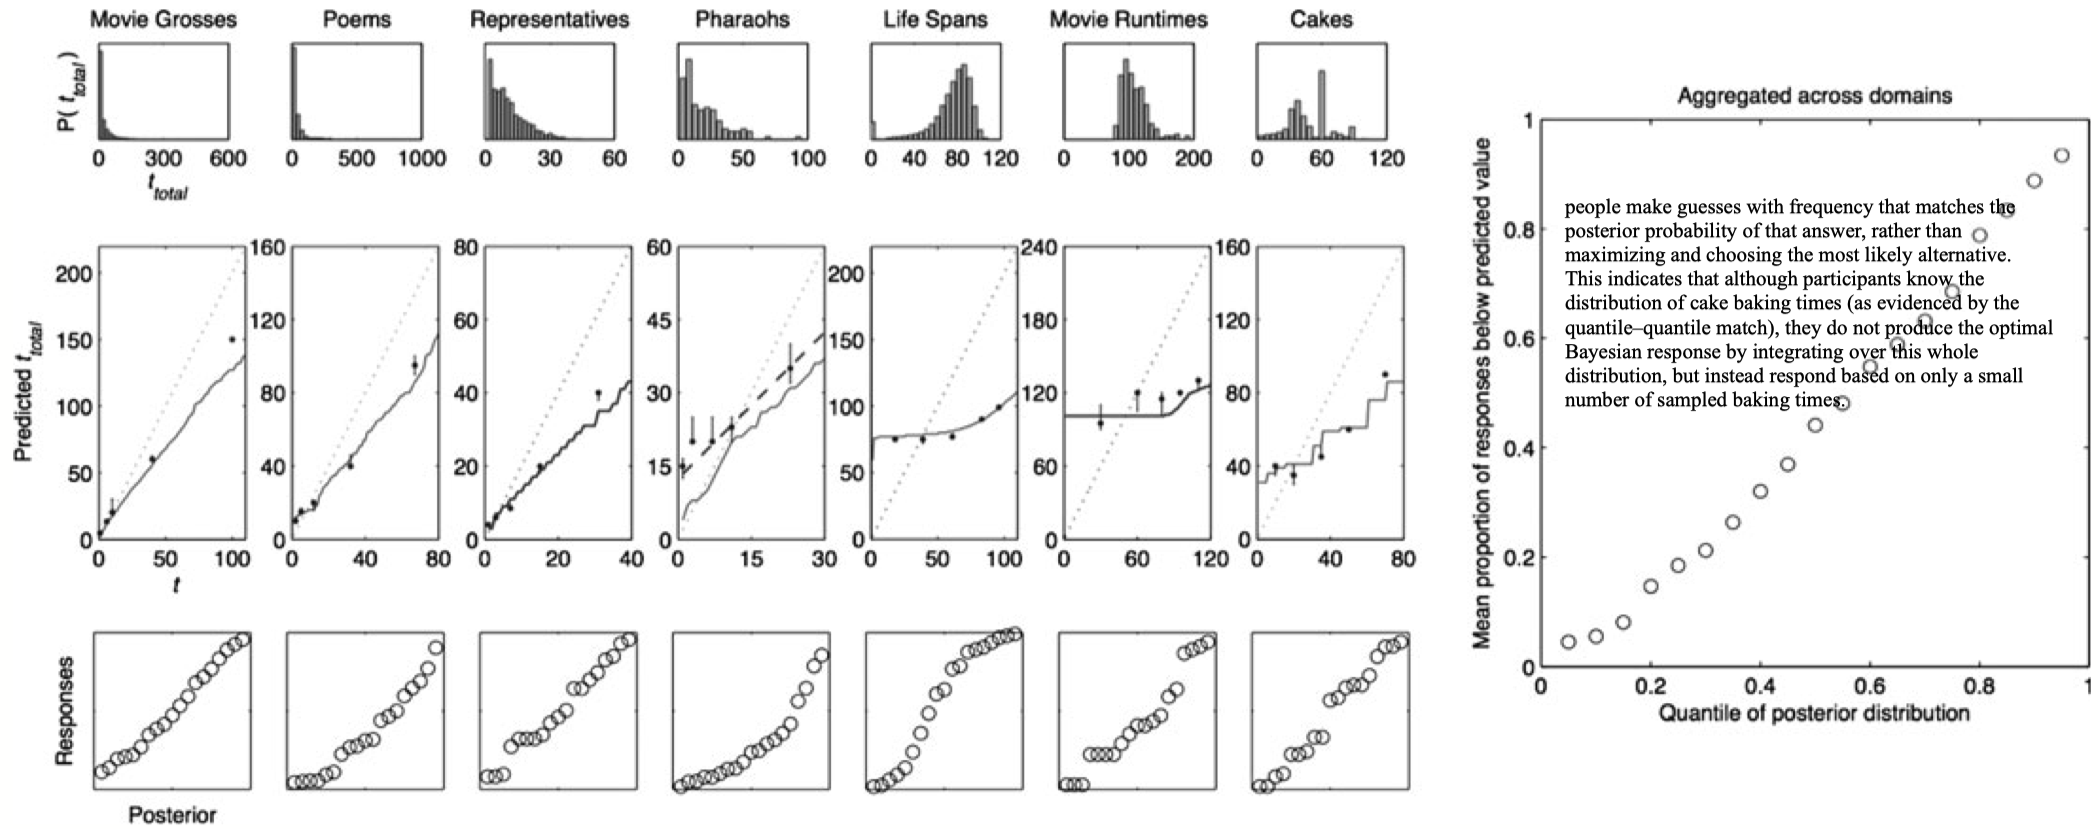 Movie Grosses Poems Representatives Pharaohs Life Spans Movie Runtimes Cakes
P( t_total )
0 300 600 0 500 1000 0 30 60 0 50 100 0 40 80 120 0 100 200 0 60 120
t_total
Predicted t_total
200
150
100
50
0
0 50 100
t
160
120
80
40
0
0 40 80
80
60
40
20
0
0 20 40
60
45
30
15
0
0 15 30
200
150
100
50
0
0 50 100
240
180
120
60
0
0 60 120
160
120
80
40
0
0 40 80
Responses
Posterior
Aggregated across domains
Mean proportion of responses below predicted value
1
0.8
0.6
0.4
0.2
0
people make guesses with frequency that matches the
posterior probability of that answer, rather than
maximizing and choosing the most likely alternative.
This indicates that although participants know the
distribution of cake baking times (as evidenced by the
quantile–quantile match), they do not produce the optimal
Bayesian response by integrating over this whole
distribution, but instead respond based on only a small
number of sampled baking times.
0 0.2 0.4 0.6 0.8 1
Quantile of posterior distribution